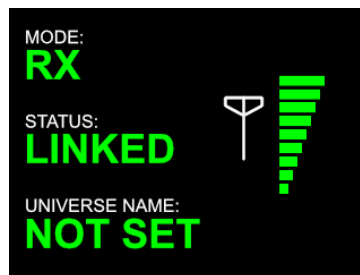 MODE:
RX
STATUS:
LINKED
UNIVERSE NAME:
NOT SET